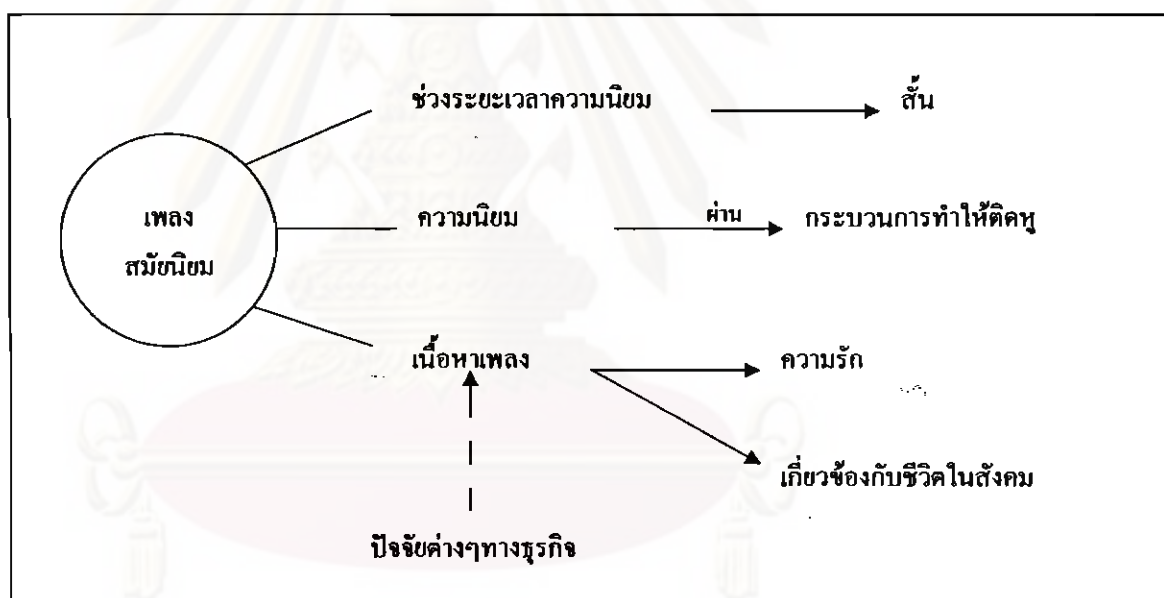 ช่วงระยะเวลาความนิยม
สั้น
เพลง
สมัยนิยม
ความนิยม
ผ่าน
กระบวนการทำให้ติดหู
เนื้อหาเพลง
ความรัก
เกี่ยวข้องกับชีวิตในสังคม
ปัจจัยต่างๆทางธุรกิจ